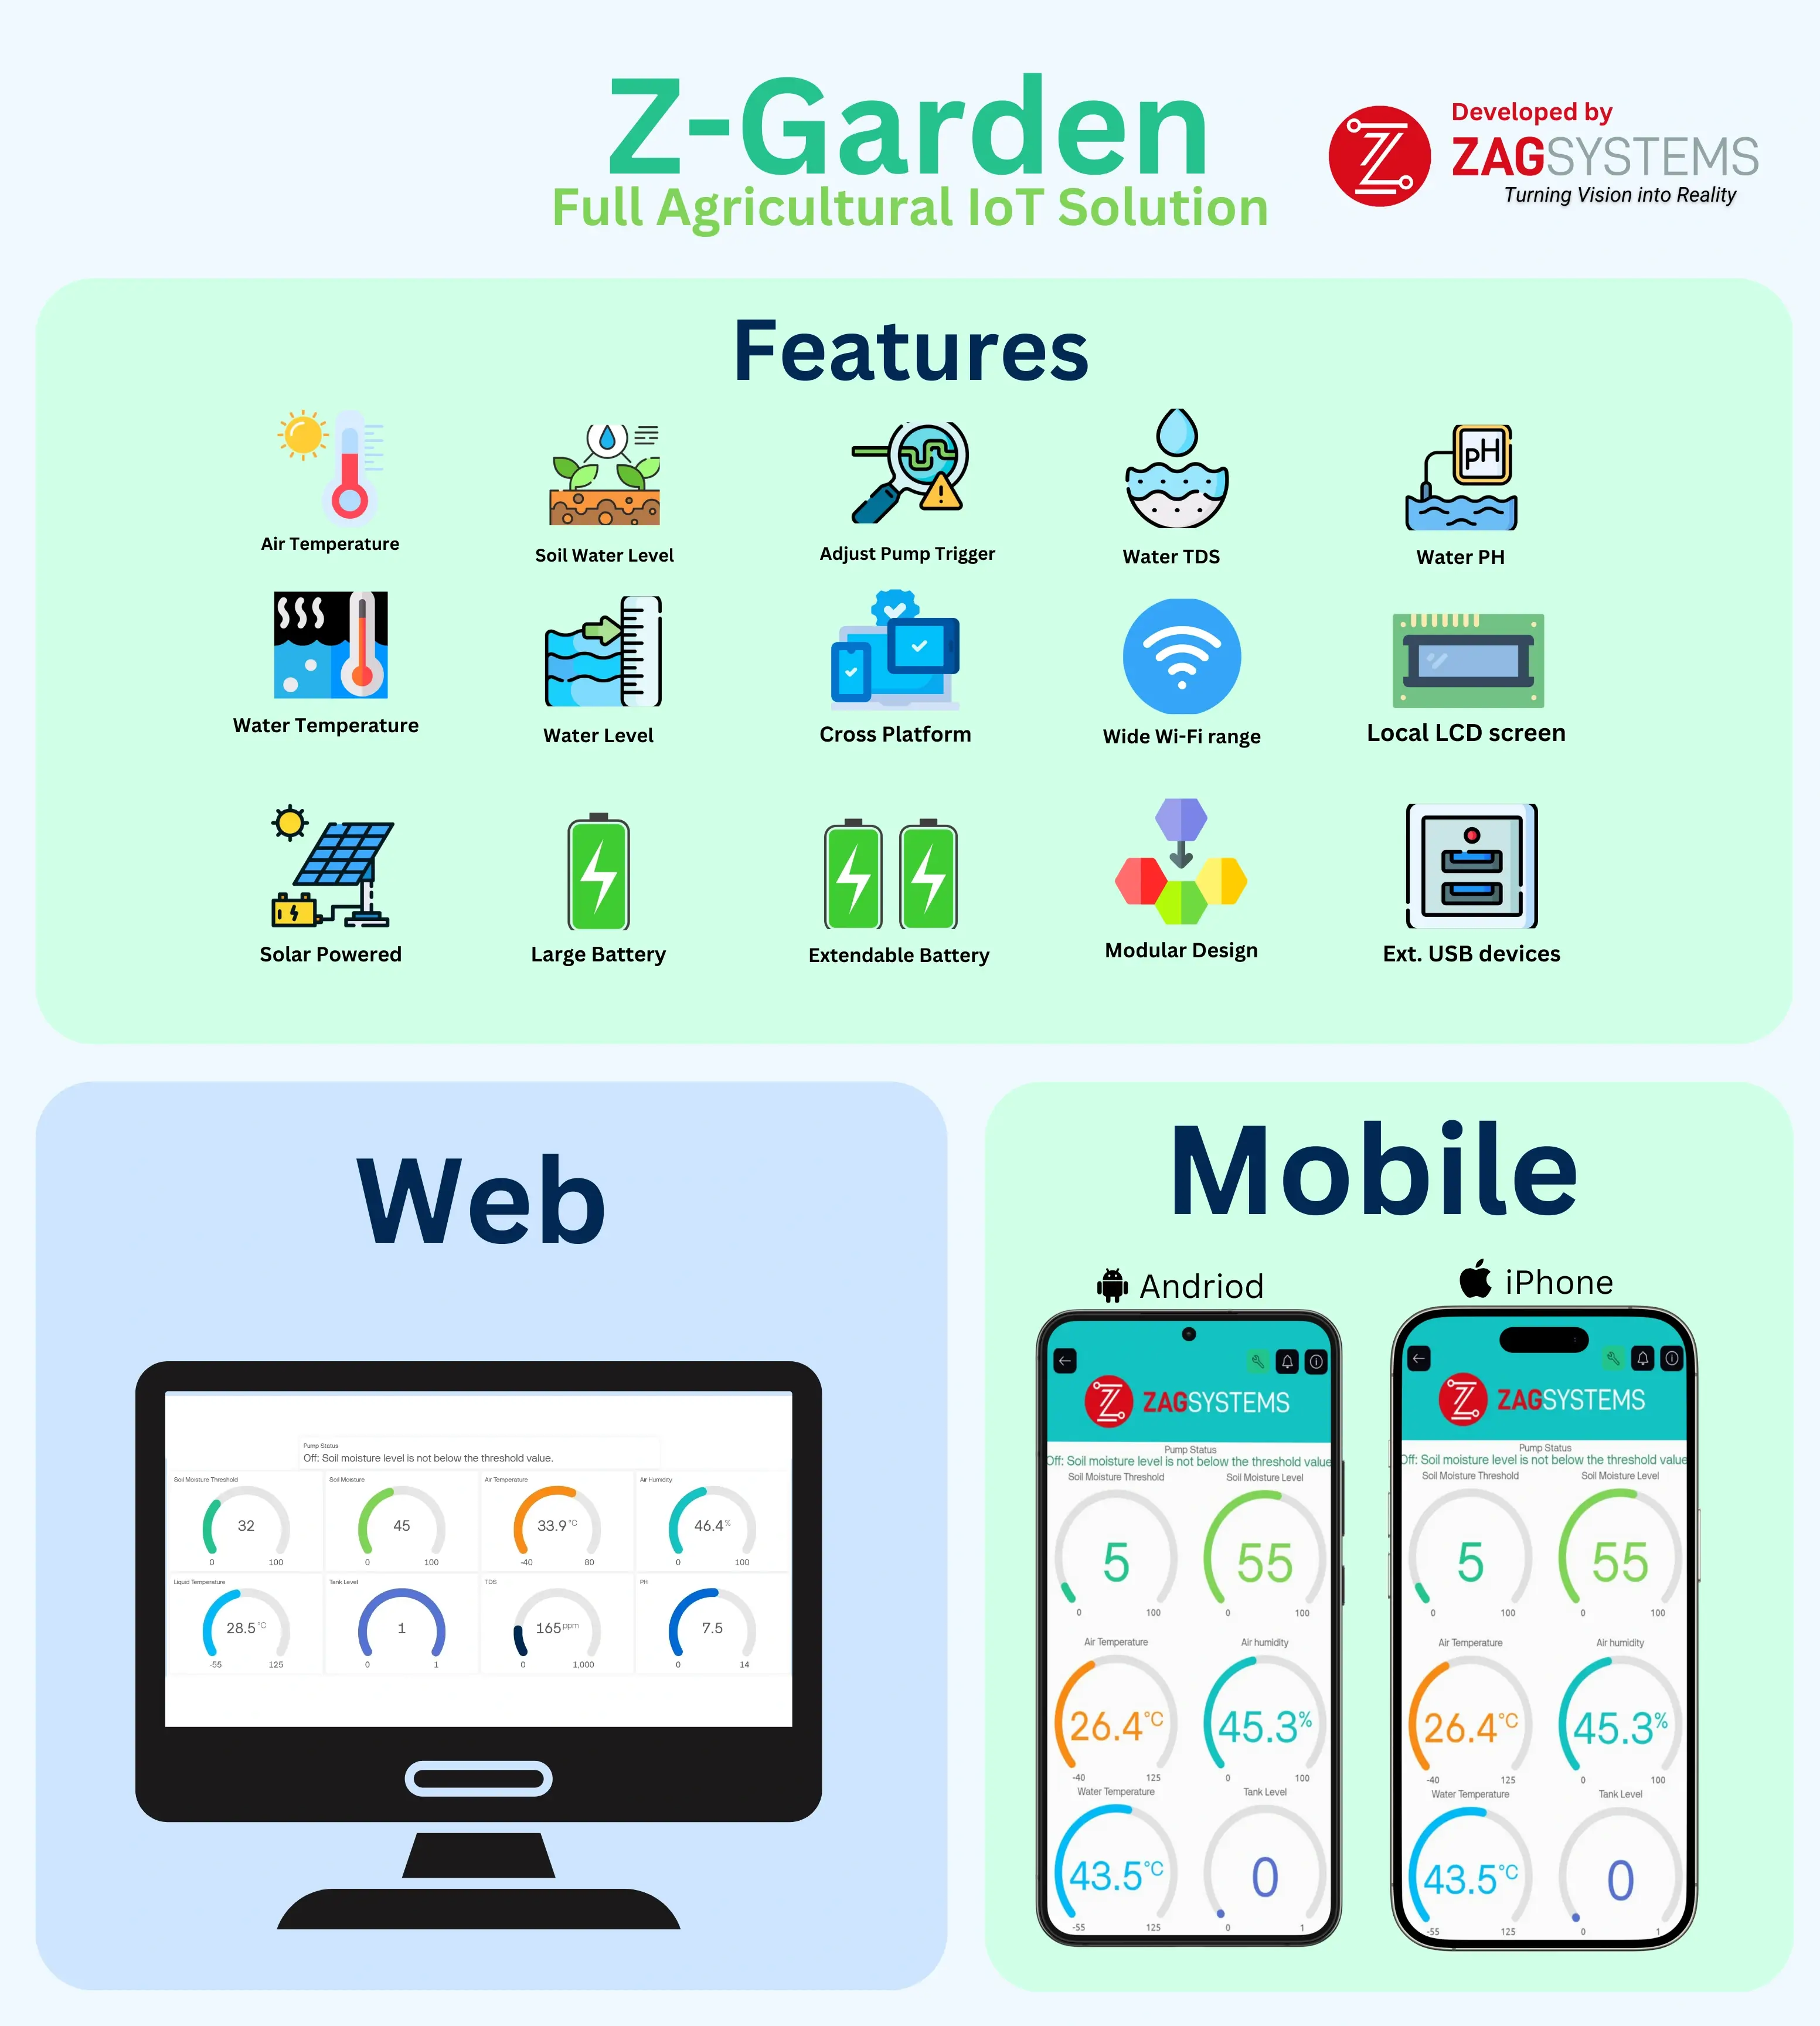 Z-Garden
Full Agricultural IoT Solution
Developed by
ZAGSYSTEMS
Turning Vision into Reality
Features
Air Temperature
Soil Water Level
Adjust Pump Trigger
Water TDS
pH
Water PH
Water Temperature
Water Level
Cross Platform
Wide Wi-Fi range
Local LCD screen
Solar Powered
Large Battery
Extendable Battery
Modular Design
Ext. USB devices
Web
Pump Status
Off: Soil moisture level is not below the threshold value.
Soil Moisture Threshold
32
0 100
Soil Moisture
45
0 100
Air Temperature
33.9 °C
-40 80
Air Humidity
46.4 %
0 100
Liquid Temperature
28.5 °C
-55 125
Tank Level
1
0 1
TDS
165 ppm
0 1,000
PH
7.5
0 14
Mobile
Andriod
ZAGSYSTEMS
Pump Status
Off: Soil moisture level is not below the threshold value
Soil Moisture Threshold Soil Moisture Level
5 55
0 100 0 100
Air Temperature Air humidity
26.4 °C 45.3 %
-40 125 0 100
Water Temperature Tank Level
43.5 °C 0
-55 125 0 1
iPhone
ZAGSYSTEMS
Pump Status
Off: Soil moisture level is not below the threshold value
Soil Moisture Threshold Soil Moisture Level
5 55
0 100 0 100
Air Temperature Air humidity
26.4 °C 45.3 %
-40 125 0 100
Water Temperature Tank Level
43.5 °C 0
-55 125 0 1